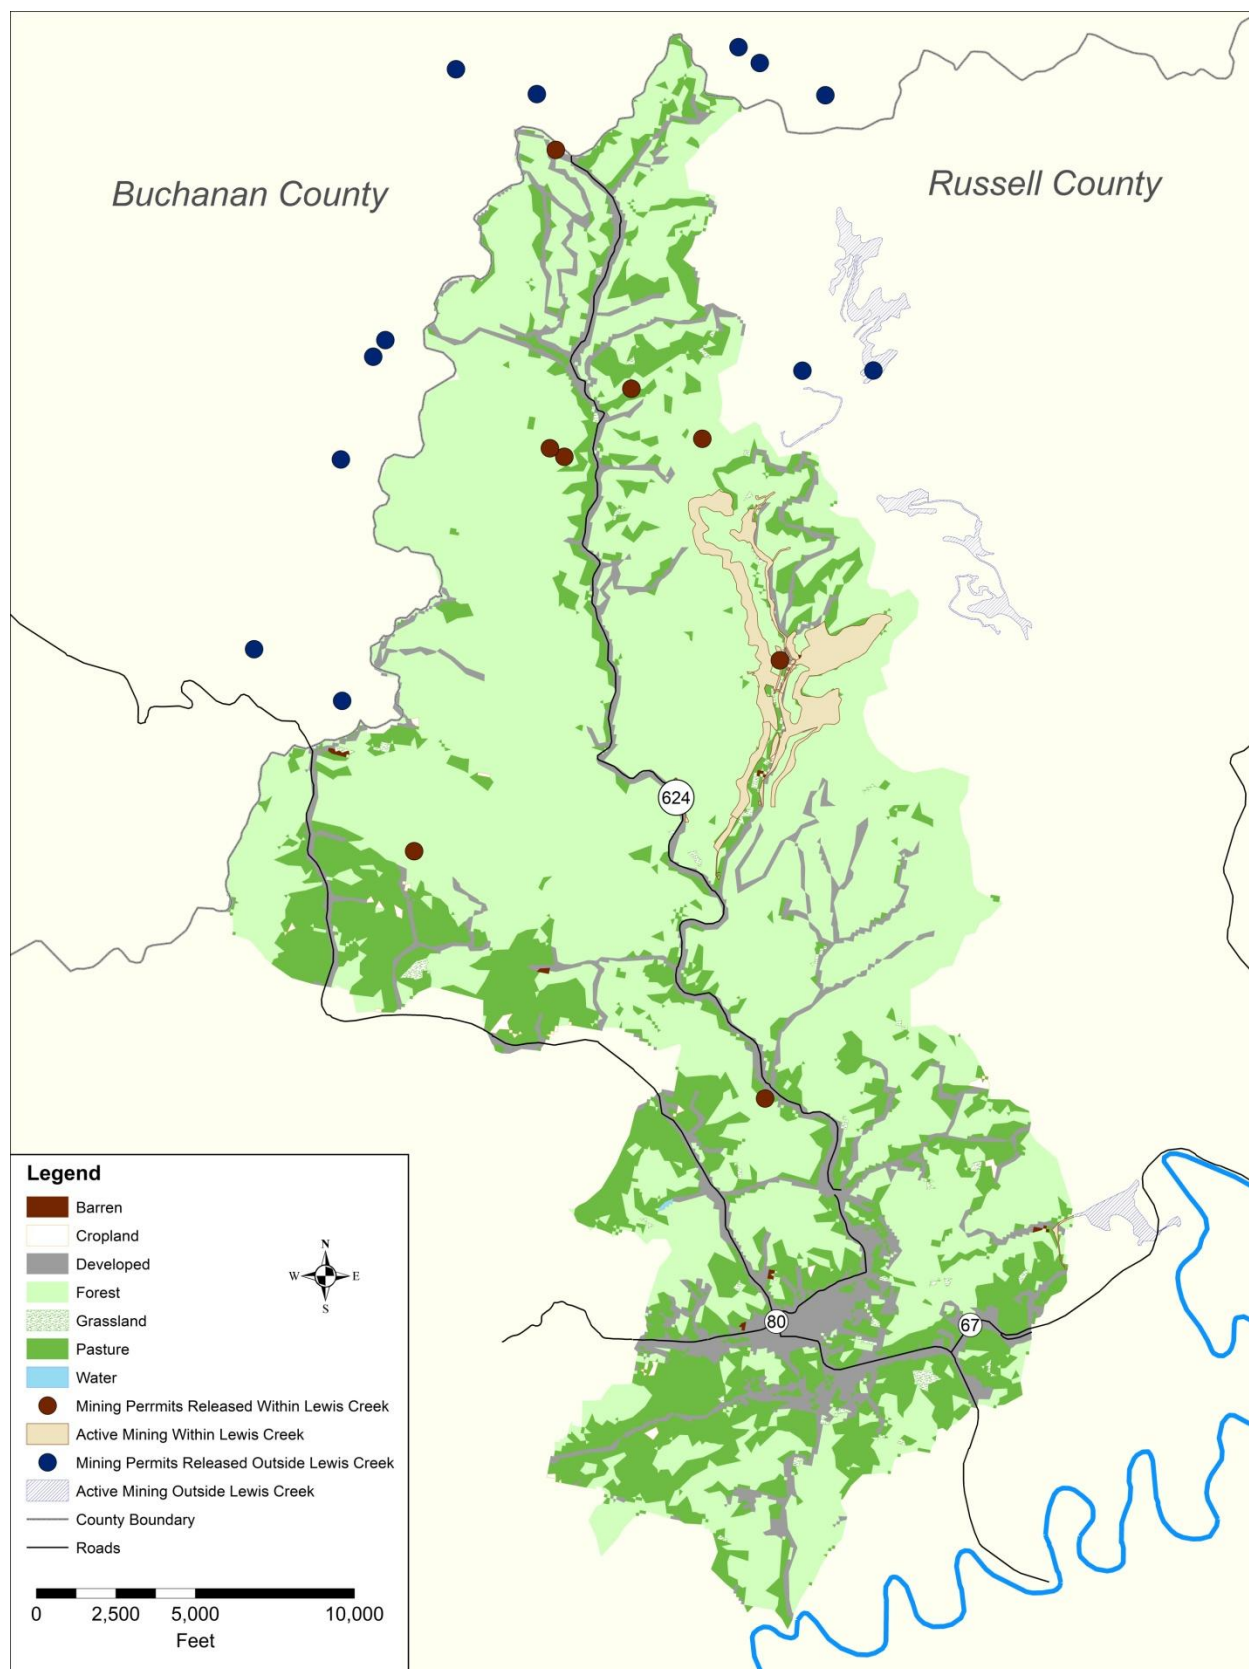 Buchanan County
Russell County
624
Legend
Barren
Cropland
Developed
Forest
Grassland
Pasture
Water
Mining Perrmits Released Within Lewis Creek
Active Mining Within Lewis Creek
Mining Permits Released Outside Lewis Creek
Active Mining Outside Lewis Creek
County Boundary
Roads
N
W E
S
0 2,500 5,000 10,000
Feet
80
67